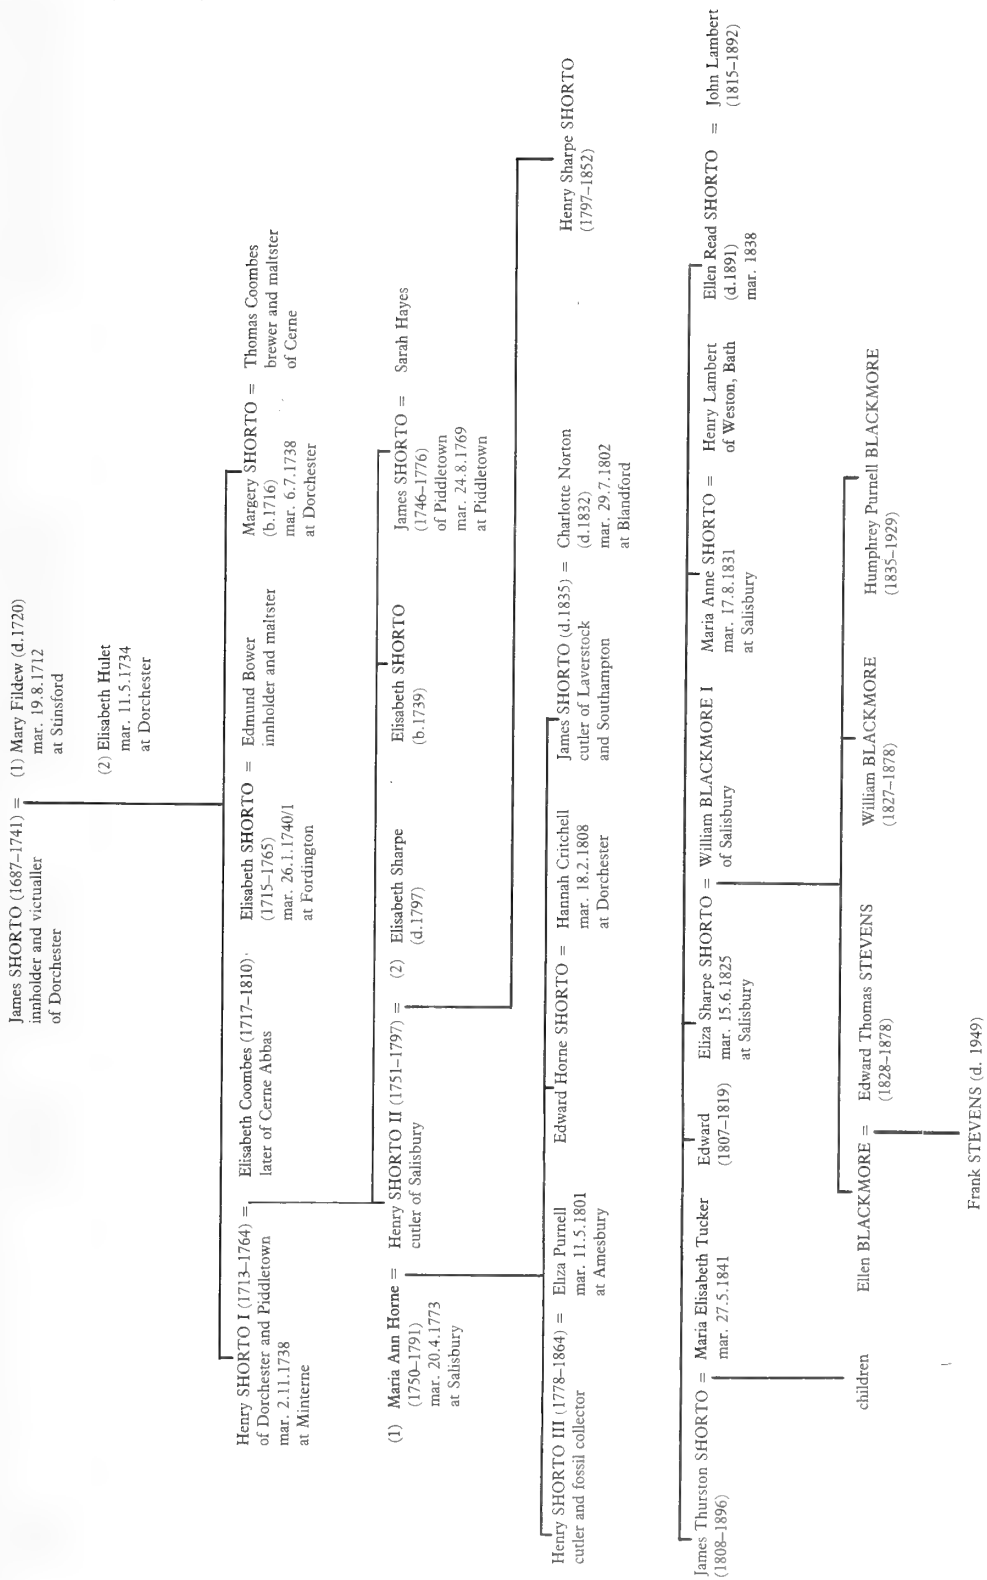 James SHORTO (1687–1741) =
innholder and victualler
of Dorchester
(1) Mary Fildew (d.1720)
mar. 19.8.1712
at Stinsford
(2) Elisabeth Hulet
mar. 11.5.1734
at Dorchester
Henry SHORTO I (1713–1764) =
of Dorchester and Piddletown
mar. 2.11.1738
at Minterne
Elisabeth Coombes (1717–1810)
later of Cerne Abbas
Elisabeth SHORTO =
(1715–1765)
mar. 26.1.1740/1
at Fordington
Edmund Bower
innholder and maltster
Margery SHORTO =
(b.1716)
mar. 6.7.1738
at Dorchester
Thomas Coombes
brewer and maltster
of Cerne
(1) Maria Ann Horne =
(1750–1791)
mar. 20.4.1773
at Salisbury
Henry SHORTO II (1751–1797) =
cutler of Salisbury
(2) Elisabeth Sharpe
(d.1797)
Elisabeth SHORTO
(b.1739)
James SHORTO =
(1746–1776)
of Piddletown
mar. 24.8.1769
at Piddletown
Sarah Hayes
Henry SHORTO III (1778–1864) =
cutler and fossil collector
Eliza Purnell
mar. 11.5.1801
at Amesbury
Edward Horne SHORTO =
Hannah Critchell
mar. 18.2.1808
at Dorchester
James SHORTO (d.1835) =
cutler of Laverstock
and Southampton
Charlotte Norton
(d.1832)
mar. 29.7.1802
at Blandford
Henry Sharpe SHORTO
(1797–1852)
James Thurston SHORTO =
(1808–1896)
Maria Elisabeth Tucker
mar. 27.5.1841
Edward
(1807–1819)
Eliza Sharpe SHORTO =
mar. 15.6.1825
at Salisbury
William BLACKMORE I
of Salisbury
Maria Anne SHORTO =
mar. 17.8.1831
at Salisbury
Henry Lambert
of Weston, Bath
Ellen Read SHORTO =
(d.1891)
mar. 1838
John Lambert
(1815–1892)
children
Ellen BLACKMORE =
Edward Thomas STEVENS
(1828–1878)
William BLACKMORE
(1827–1878)
Humphrey Purnell BLACKMORE
(1835–1929)
Frank STEVENS (d. 1949)